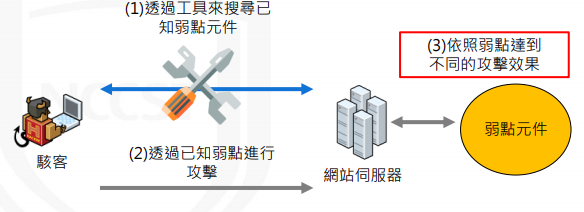 (1)透過工具來搜尋已
知弱點元件
(3)依照弱點達到
不同的攻擊效果
弱點元件
(2)透過已知弱點進行
攻擊
駭客
網站伺服器